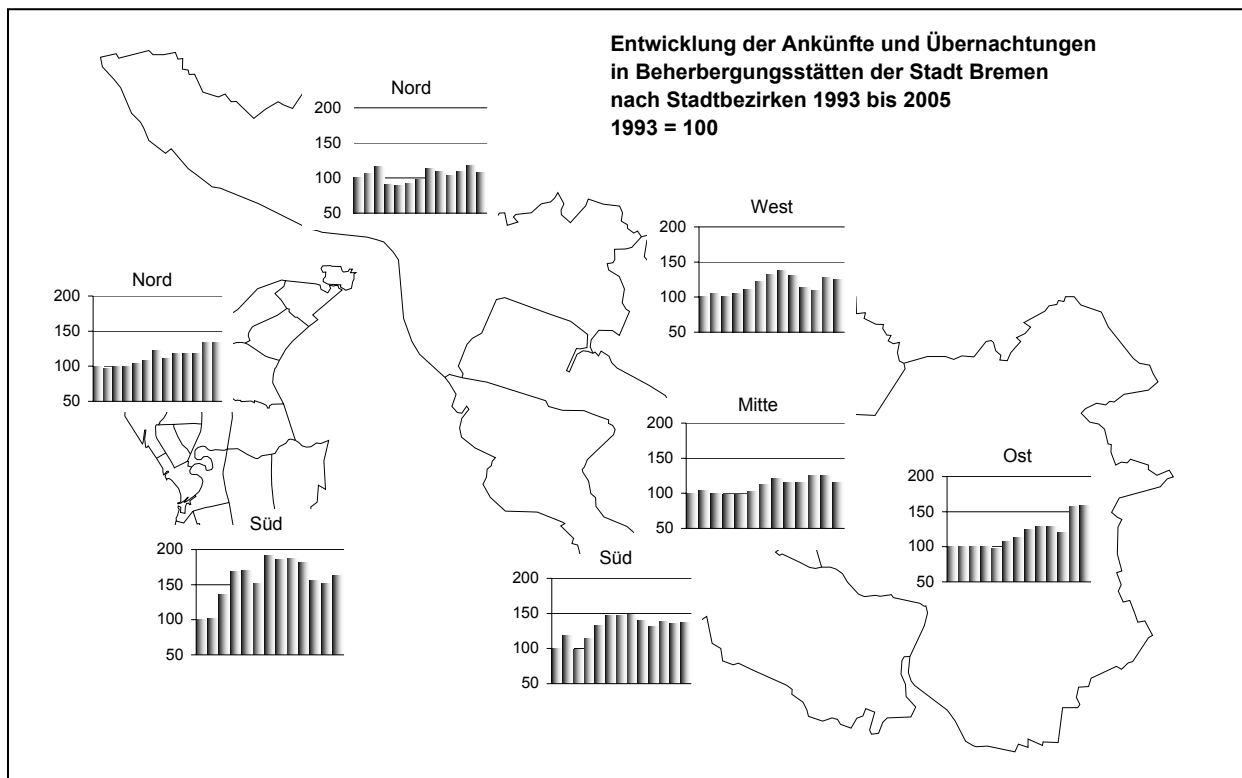 Entwicklung der Ankünfte und Übernachtungen
in Beherbergungsstätten der Stadt Bremen
nach Stadtbezirken 1993 bis 2005
1993 = 100
Nord
200
150
100
50
West
200
150
100
50
Nord
200
150
100
50
Mitte
200
150
100
50
Ost
200
150
100
50
Süd
200
150
100
50
Süd
200
150
100
50